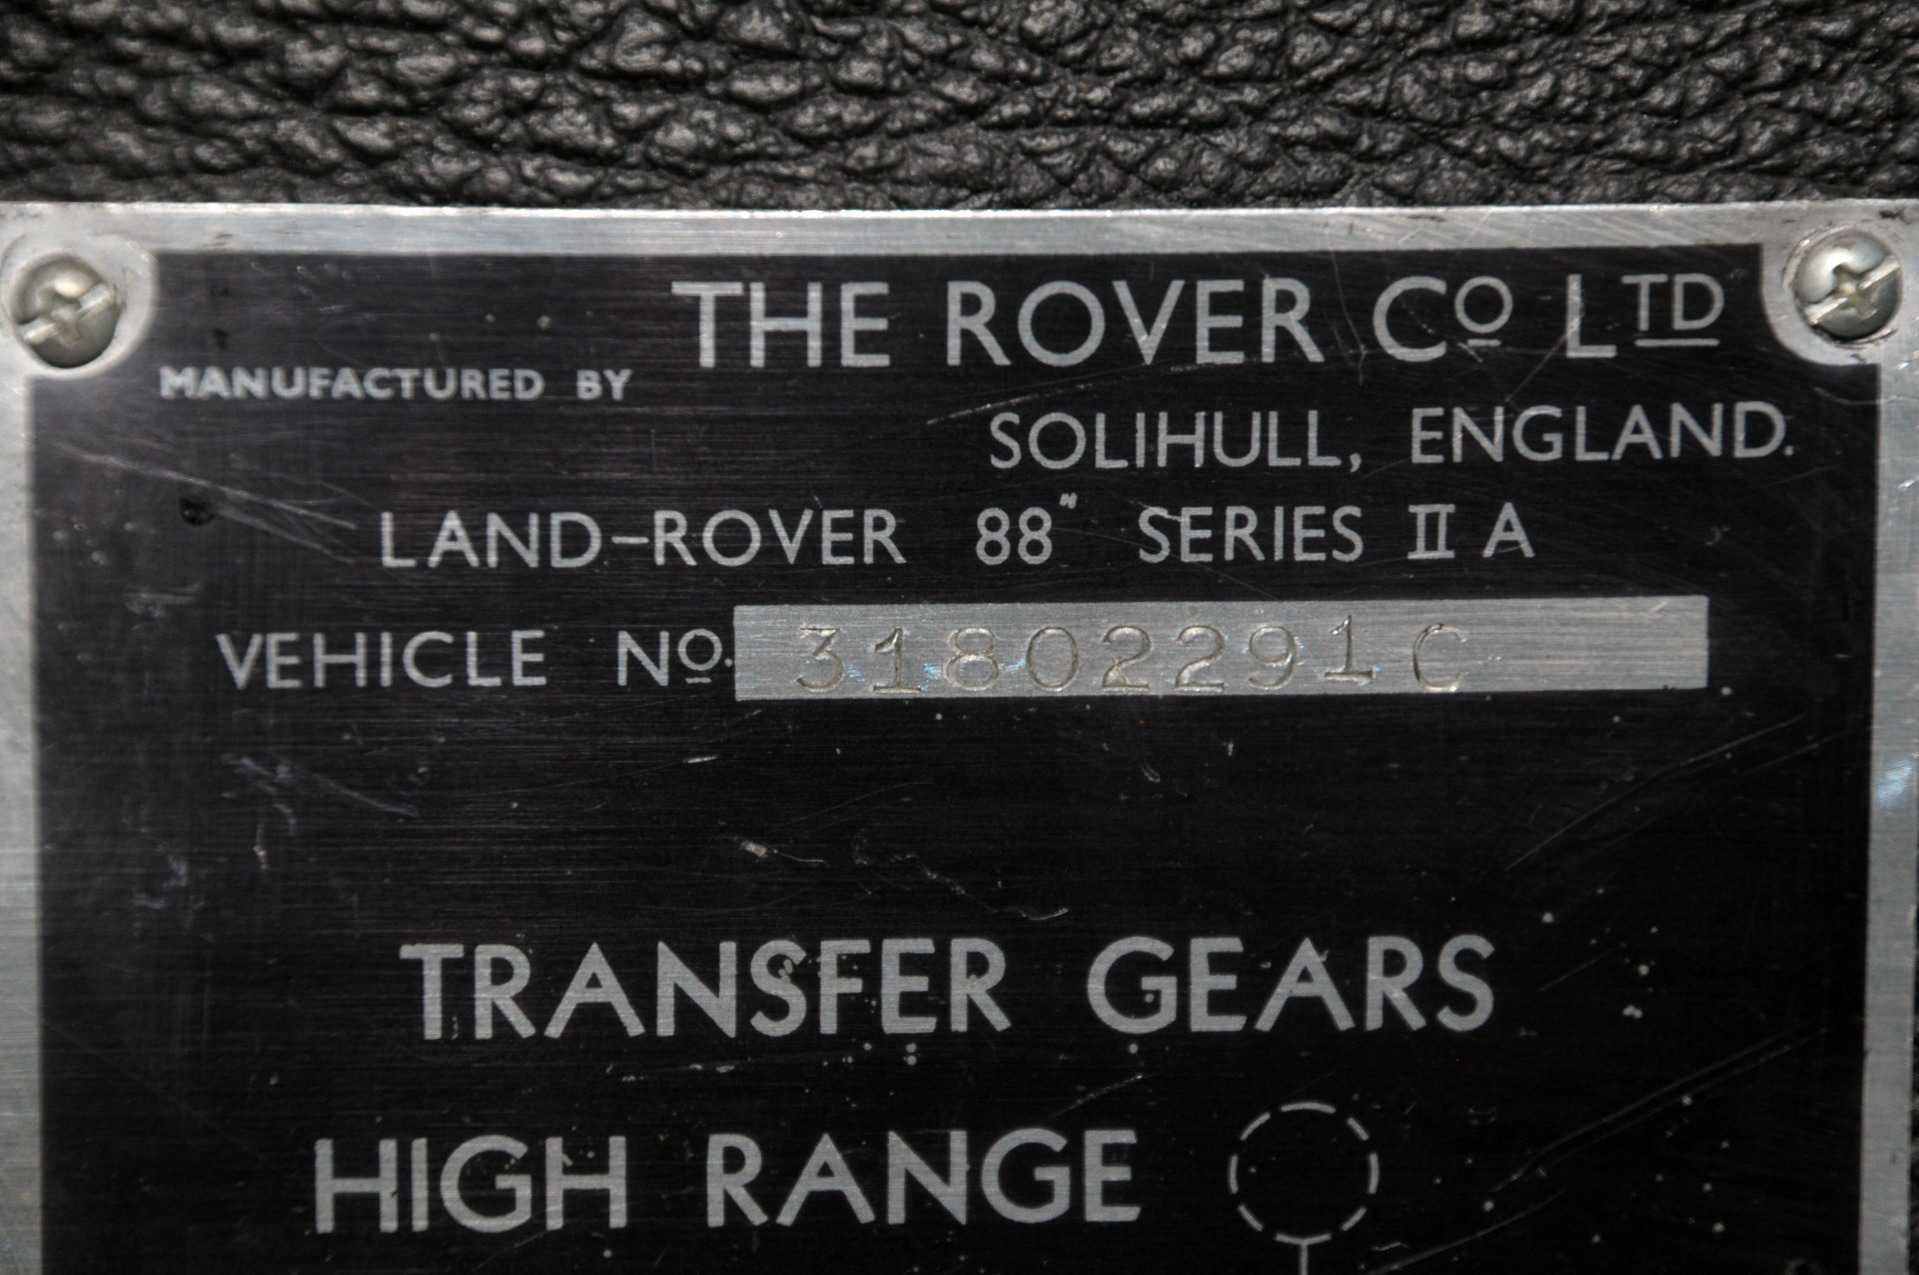 THE ROVER Cº LTD
MANUFACTURED BY
SOLIHULL, ENGLAND.
LAND-ROVER 88" SERIES II A
VEHICLE Nº. 31802291C
TRANSFER GEARS
HIGH RANGE